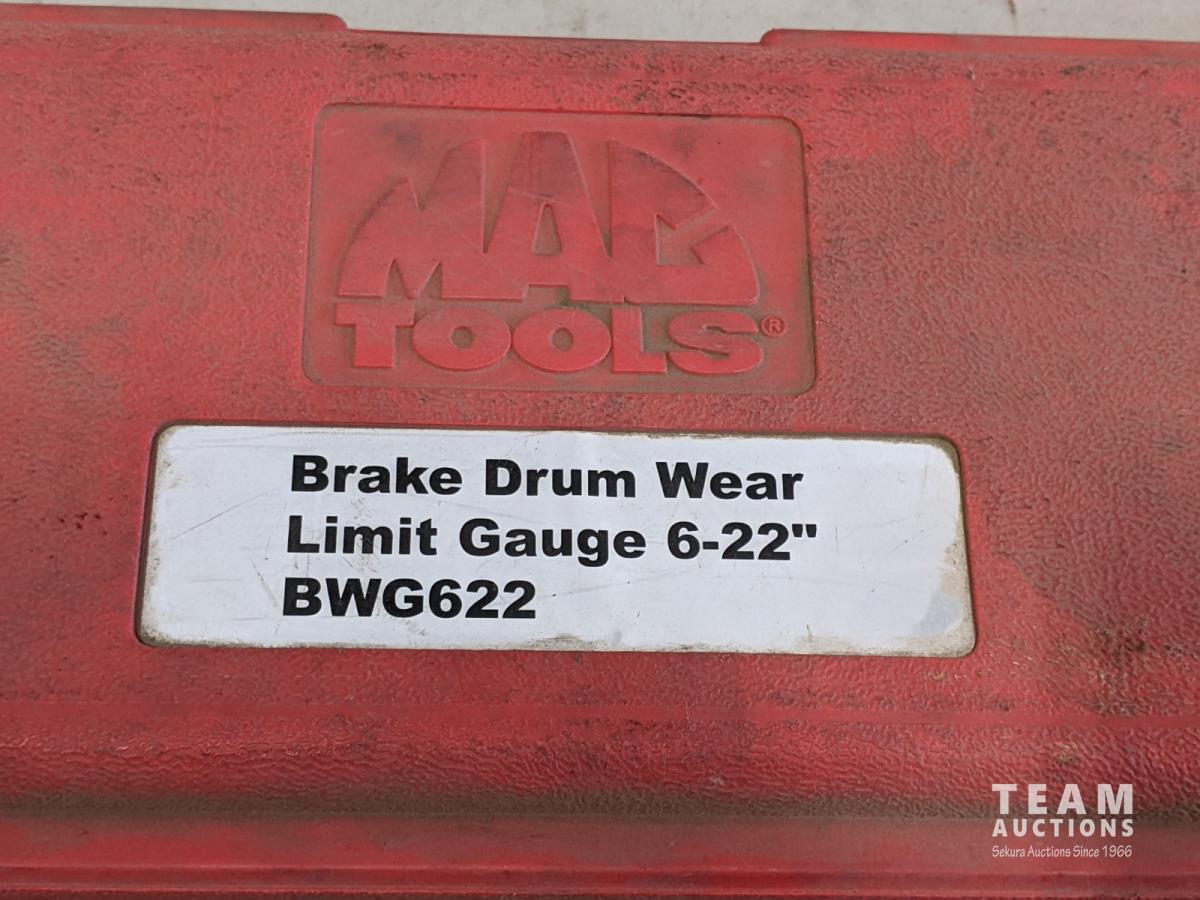 MAC
TOOLS®
Brake Drum Wear
Limit Gauge 6-22"
BWG622
TEAM
AUCTIONS
Sekura Auctions Since 1966